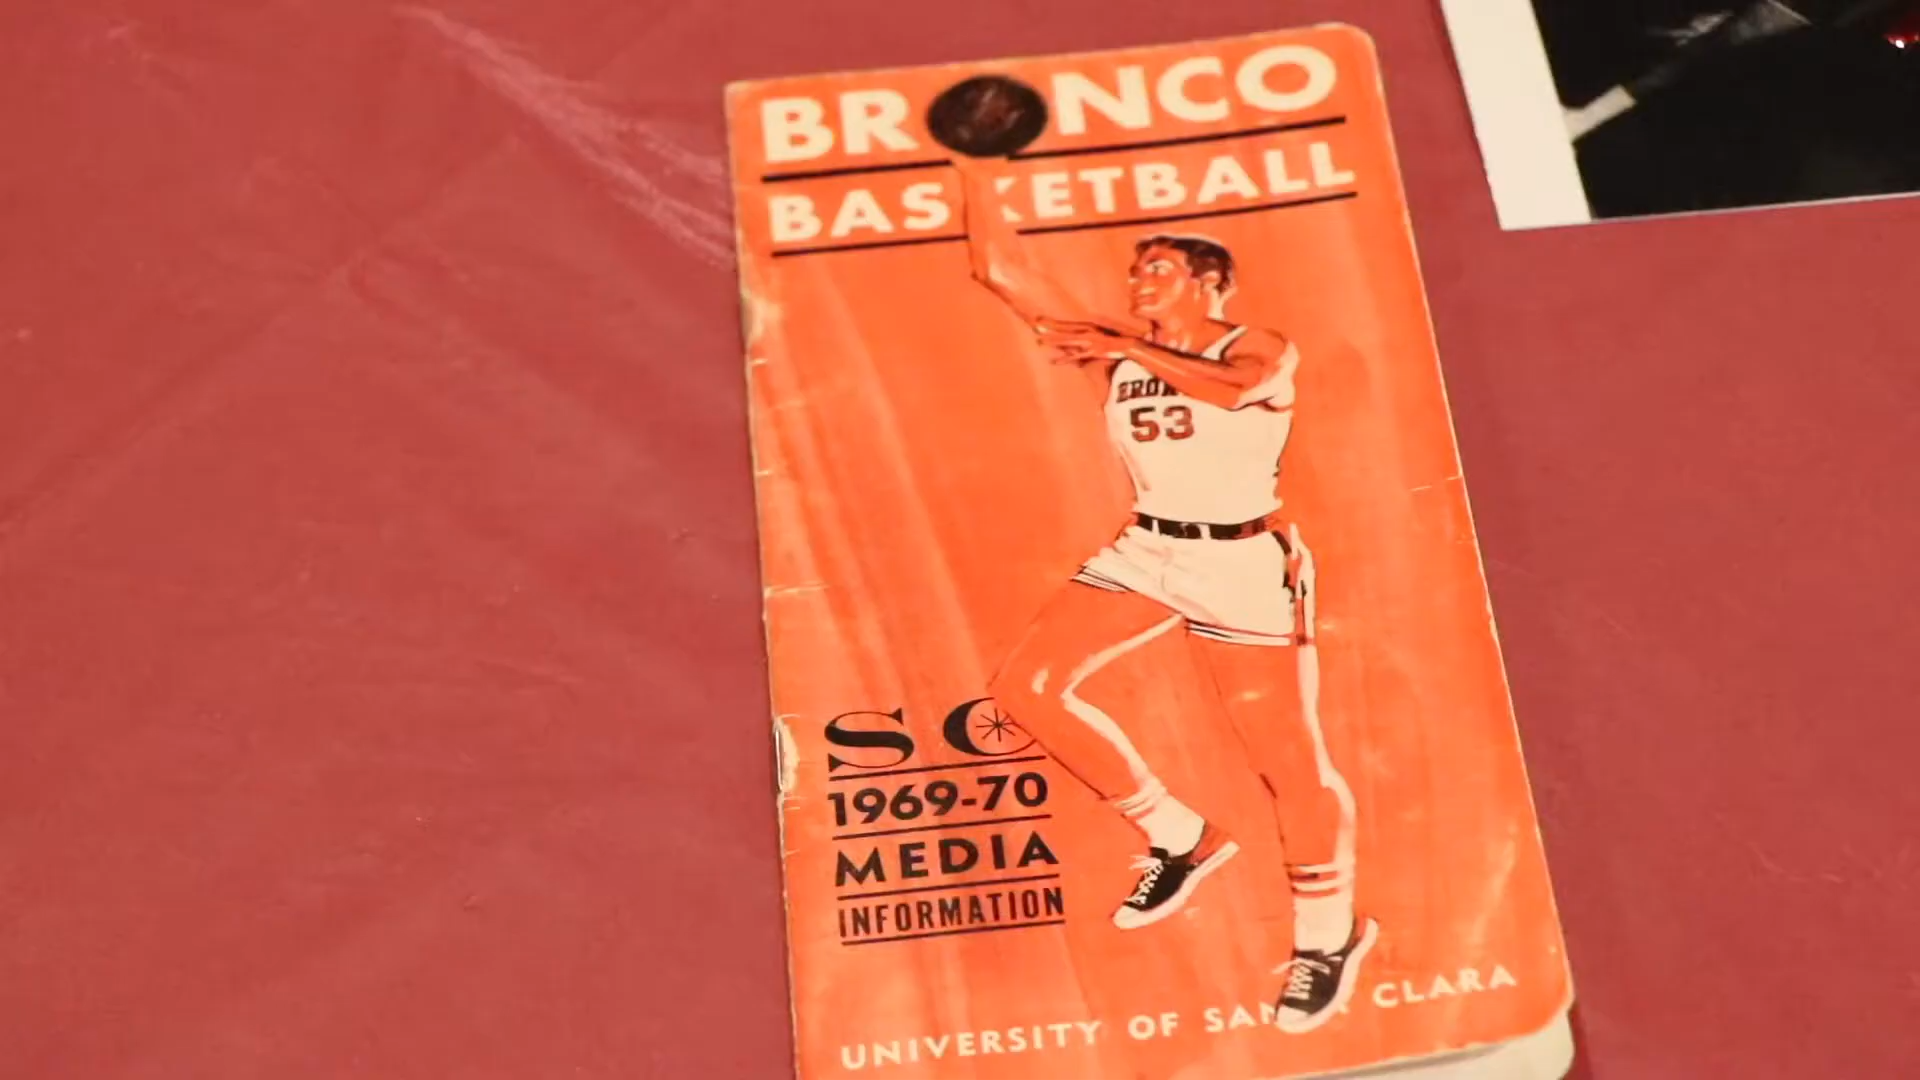 BRONCO
BASKETBALL
53
SC
1969-70
MEDIA
INFORMATION
UNIVERSITY OF SANTA CLARA